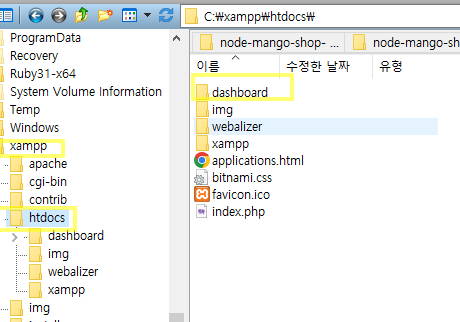 C:₩xampp₩htdocs₩
node-mango-shop- ...
node-mango-sh
이름
수정한 날짜
유형
ProgramData
Recovery
Ruby31-x64
System Volume Information
Temp
Windows
xampp
apache
cgi-bin
contrib
htdocs
dashboard
img
webalizer
xampp
img
dashboard
img
webalizer
xampp
applications.html
bitnami.css
favicon.ico
index.php